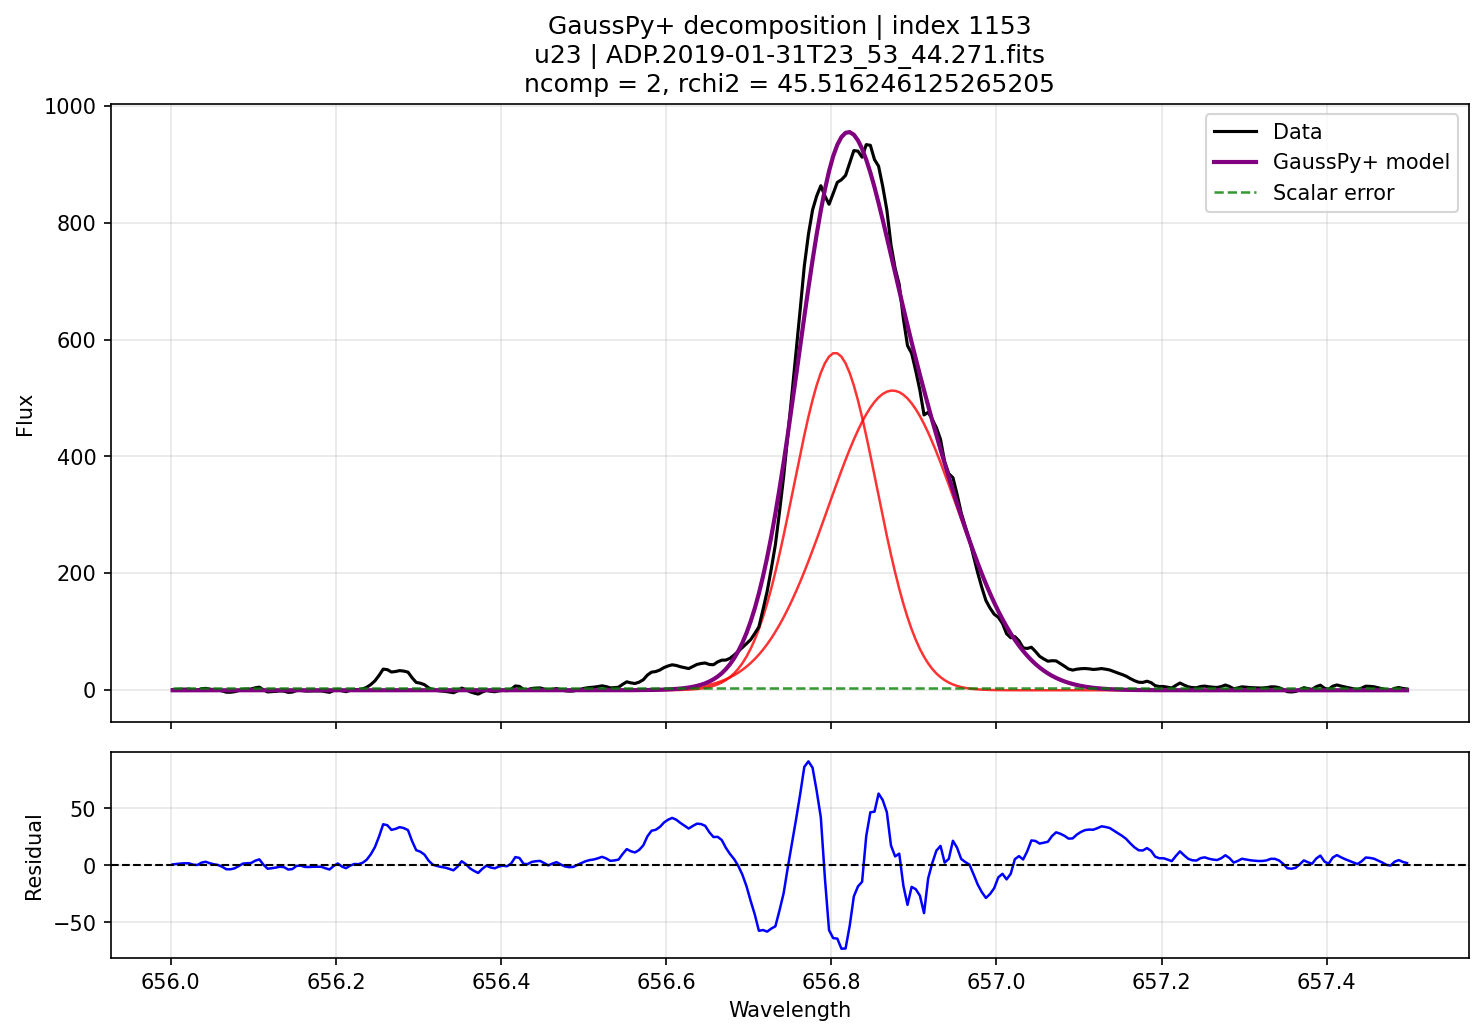 GaussPy+ decomposition | index 1153
u23 | ADP.2019-01-31T23_53_44.271.fits
ncomp = 2, rchi2 = 45.516246125265205
1000
800
600
400
200
0
Flux
Data
GaussPy+ model
Scalar error
50
0
−50
Residual
656.0 656.2 656.4 656.6 656.8 657.0 657.2 657.4
Wavelength